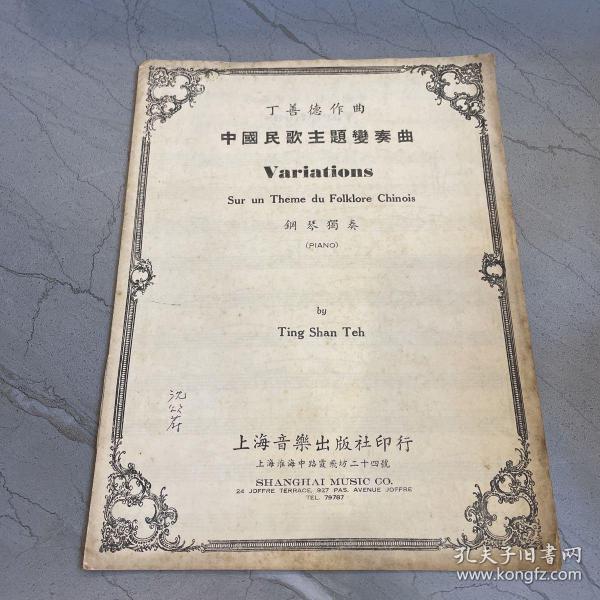 丁善德作曲
中國民歌主題變奏曲
Variations
Sur un Theme du Folklore Chinois
鋼琴獨奏
(PIANO)
by
Ting Shan Teh
沈
上海音樂出版社印行
上海淮海中路霞飛坊二十四號
SHANGHAI MUSIC CO.
24 JOFFRE TERRACE, 927 PAS. AVENUE JOFFRE
TEL. 79787
孔夫子旧书网
www.kongfz.com